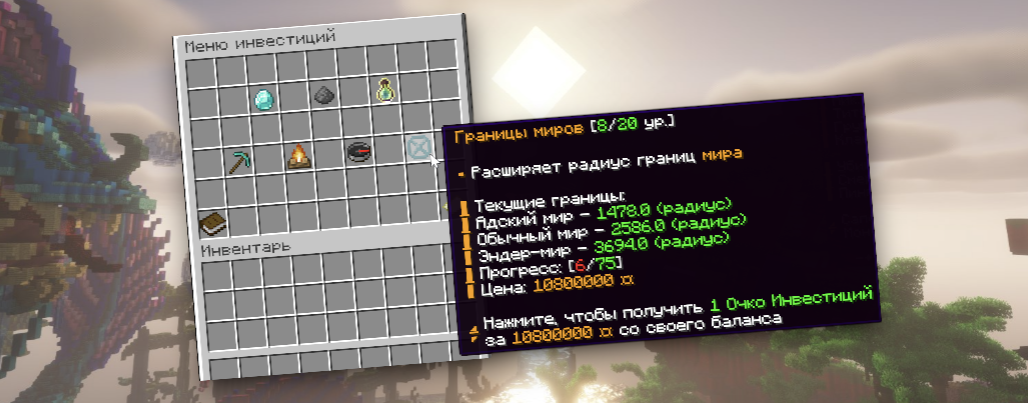 Меню инвестиций
Границы миров [8/20 ур.]
- Расширяет радиус границ мира
Текущие границы:
Адский мир - 1478.0 (радиус)
Обычный мир - 2586.0 (радиус)
Эндер-мир - 3694.0 (радиус)
Прогресс: [6/75]
Цена: 10800000 ¤
Нажмите, чтобы получить 1 Очко Инвестиций
за 10800000 ¤ со своего баланса
Инвентарь